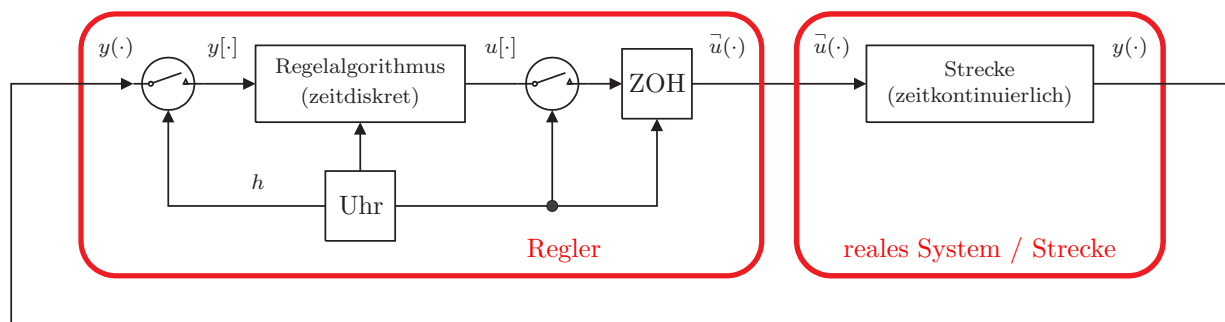 y(·)
y[·]
Regelalgorithmus
(zeitdiskret)
u[·]
ZOH
u̅(·)
u̅(·)
Strecke
(zeitkontinuierlich)
y(·)
h
Uhr
Regler
reales System / Strecke